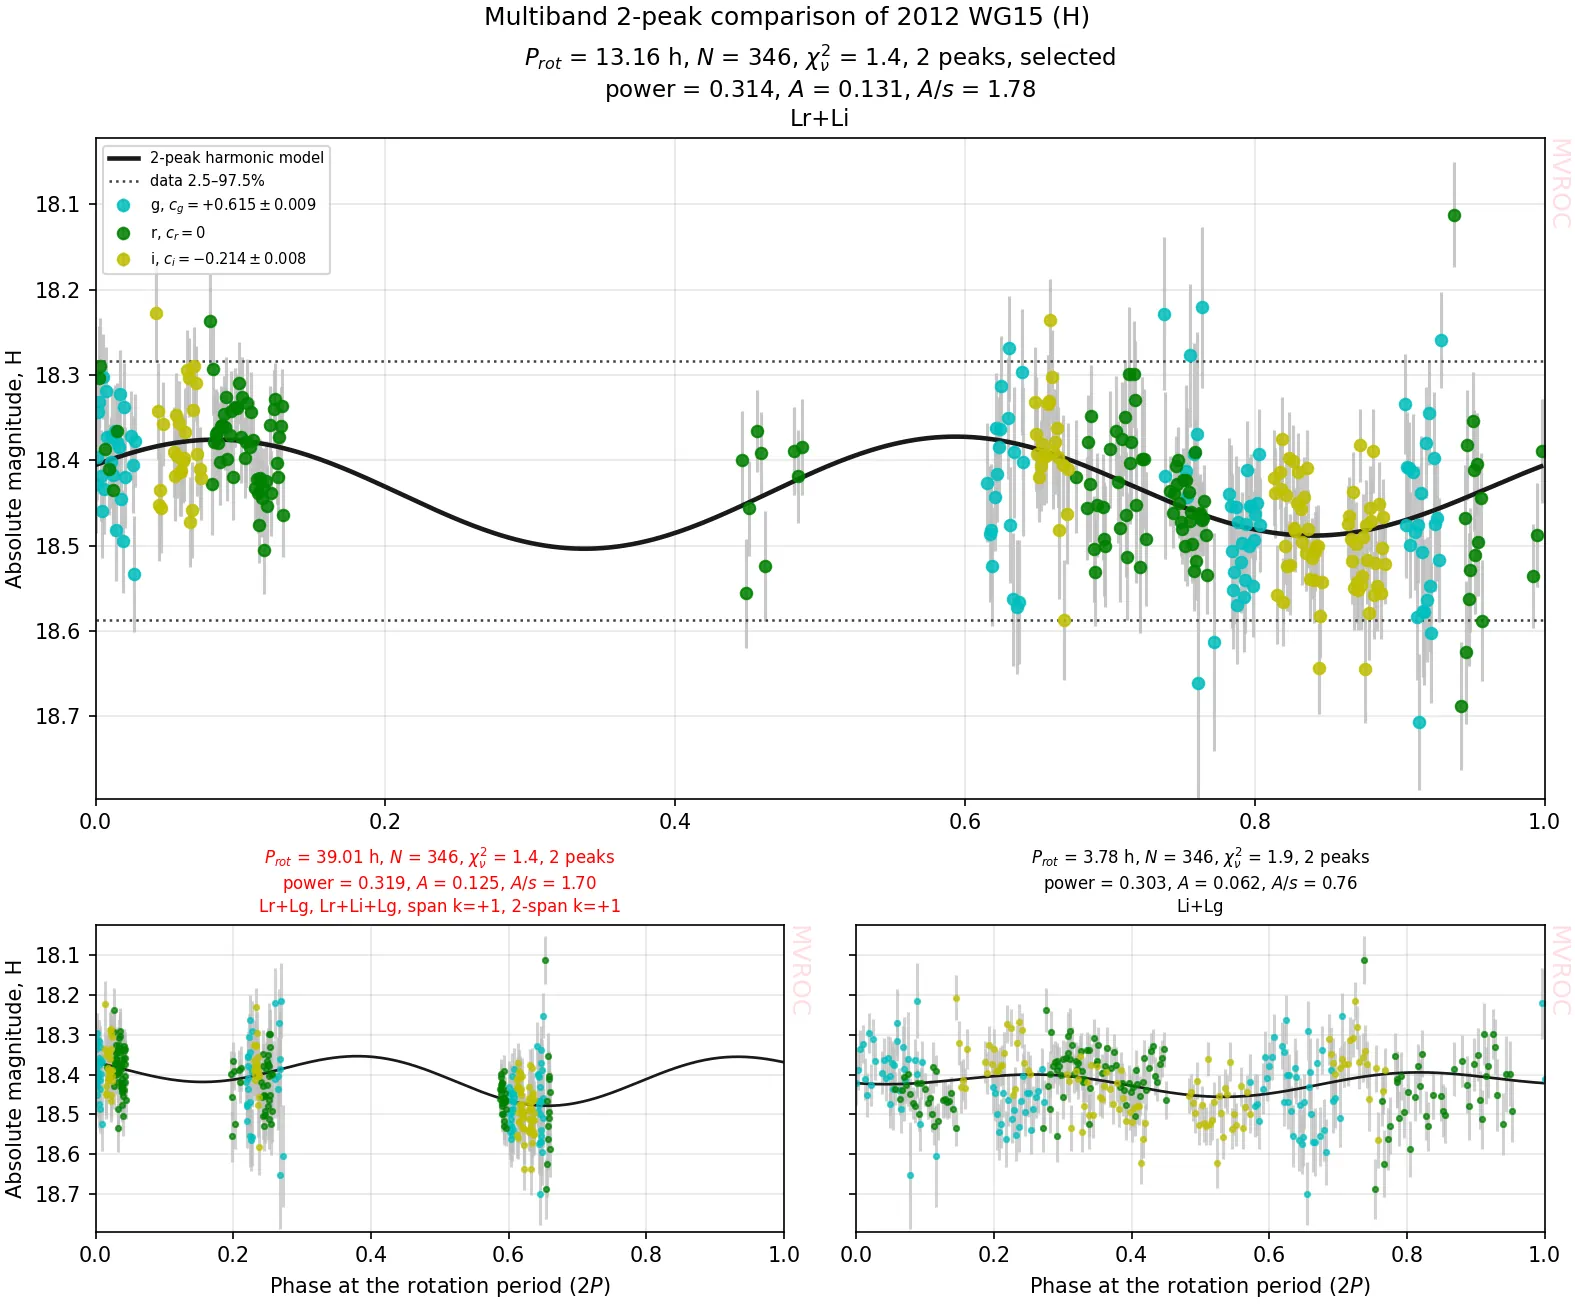 Multiband 2-peak comparison of 2012 WG15 (H)
P_rot = 13.16 h, N = 346, χ²_ν = 1.4, 2 peaks, selected
power = 0.314, A = 0.131, A/s = 1.78
Lr+Li
2-peak harmonic model
data 2.5–97.5%
g, c_g = +0.615 ± 0.009
r, c_r = 0
i, c_i = −0.214 ± 0.008
MVROC
Absolute magnitude, H
18.1
18.2
18.3
18.4
18.5
18.6
18.7
0.0 0.2 0.4 0.6 0.8 1.0
P_rot = 39.01 h, N = 346, χ²_ν = 1.4, 2 peaks
power = 0.319, A = 0.125, A/s = 1.70
Lr+Lg, Lr+Li+Lg, span k=+1, 2-span k=+1
MVROC
Absolute magnitude, H
18.1
18.2
18.3
18.4
18.5
18.6
18.7
0.0 0.2 0.4 0.6 0.8 1.0
Phase at the rotation period (2P)
P_rot = 3.78 h, N = 346, χ²_ν = 1.9, 2 peaks
power = 0.303, A = 0.062, A/s = 0.76
Li+Lg
MVROC
0.0 0.2 0.4 0.6 0.8 1.0
Phase at the rotation period (2P)